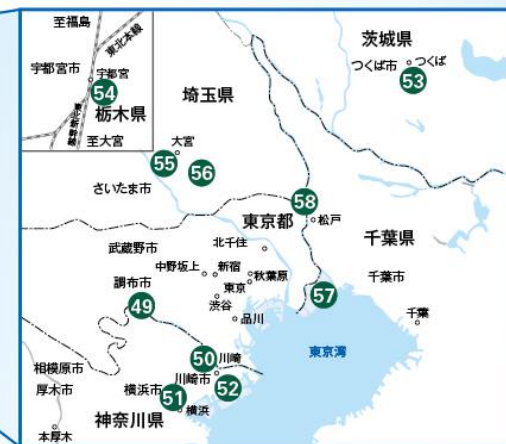 至福島
東北本線
宇都宮市
宇都宮
54
栃木県
東北新幹線
至大宮
茨城県
つくば市
つくば
53
埼玉県
大宮
55
56
さいたま市
58
東京都
松戸
千葉県
武蔵野市
北千住
中野坂上
新宿
秋葉原
千葉市
調布市
東京
57
49
渋谷
品川
千葉
50
川崎
東京湾
相模原市
川崎市
厚木市
横浜市
51
52
横浜
神奈川県
本厚木